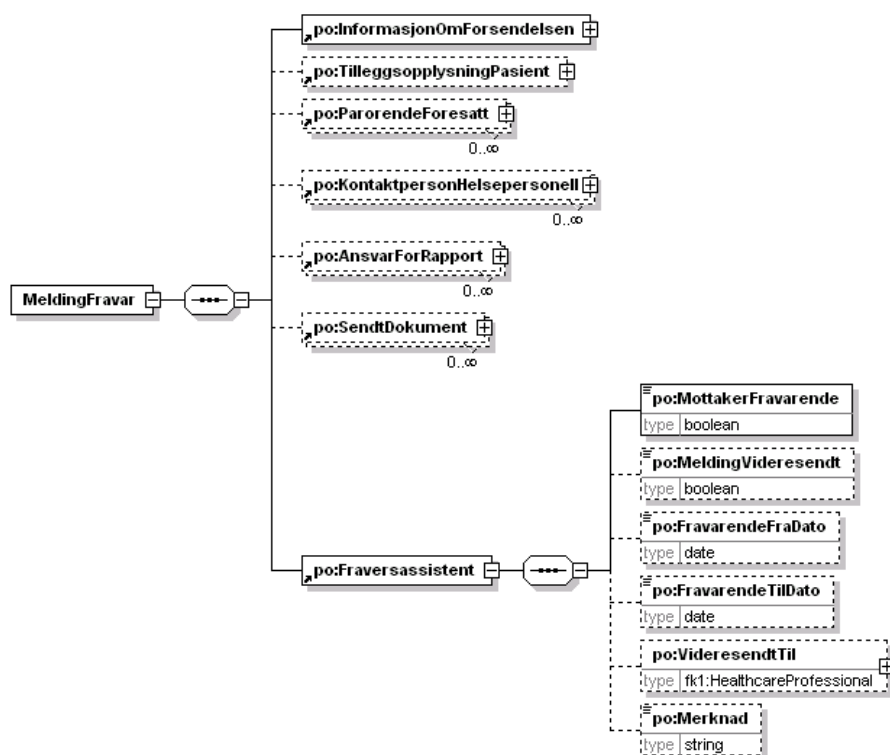 po:InformasjonOmForsendelsen
po:TilleggsopplysningPasient
po:ParorendeForesatt
0..∞
po:KontaktpersonHelsepersonell
0..∞
po:AnsvarForRapport
0..∞
MeldingFravar
po:SendtDokument
0..∞
po:Fraversassistent
po:MottakerFravarende
type boolean
po:MeldingVideresendt
type boolean
po:FravarendeFraDato
type date
po:FravarendeTilDato
type date
po:VideresendtTil
type fk1:HealthcareProfessional
po:Merknad
type string